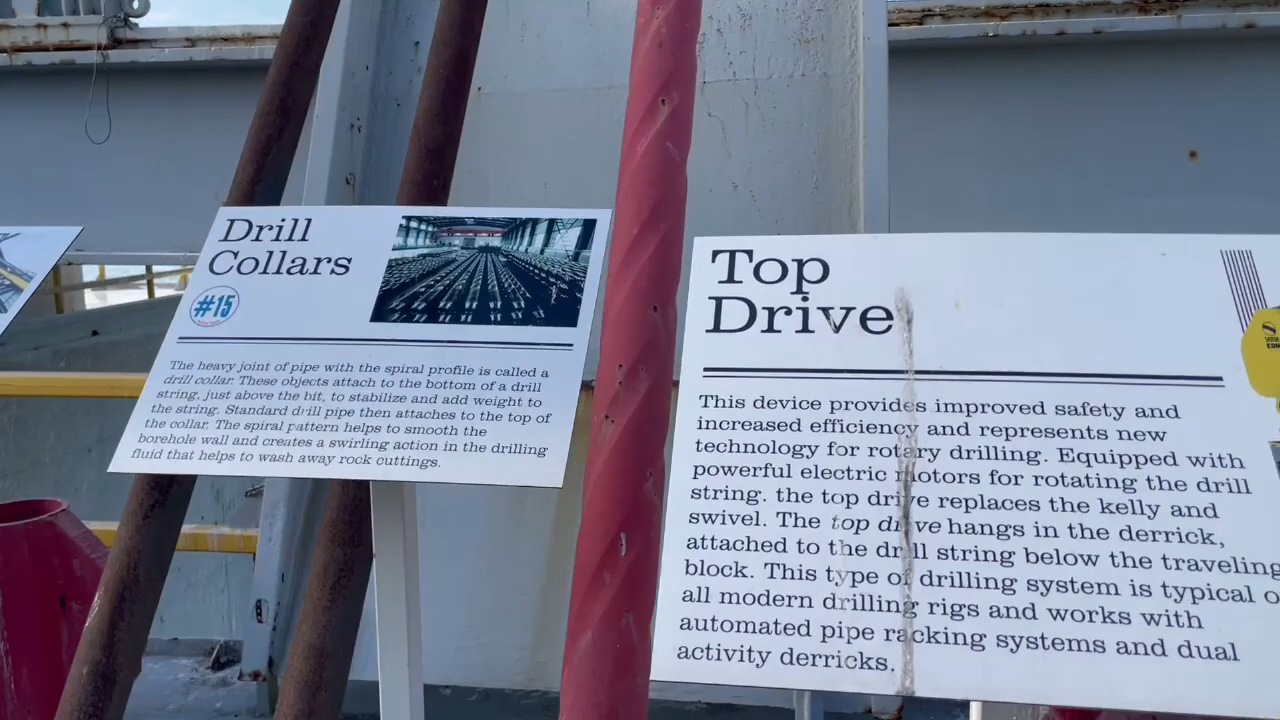 Drill
Collars
#15
The heavy joint of pipe with the spiral profile is called a
drill collar. These objects attach to the bottom of a drill
string, just above the bit, to stabilize and add weight to
the string. Standard drill pipe then attaches to the top of
the collar. The spiral pattern helps to smooth the
borehole wall and creates a swirling action in the drilling
fluid that helps to wash away rock cuttings.
Top
Drive
This device provides improved safety and
increased efficiency and represents new
technology for rotary drilling. Equipped with
powerful electric motors for rotating the drill
string. the top drive replaces the kelly and
swivel. The top drive hangs in the derrick,
attached to the drill string below the traveling
block. This type of drilling system is typical o
all modern drilling rigs and works with
automated pipe racking systems and dual
activity derricks.